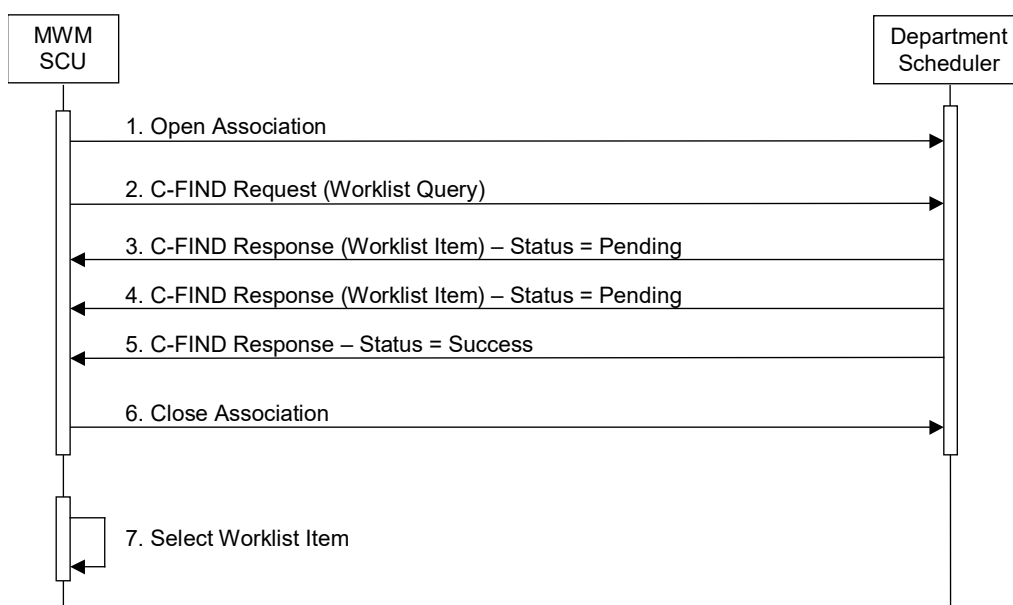 MWM
SCU
Department
Scheduler
1. Open Association
2. C-FIND Request (Worklist Query)
3. C-FIND Response (Worklist Item) – Status = Pending
4. C-FIND Response (Worklist Item) – Status = Pending
5. C-FIND Response – Status = Success
6. Close Association
7. Select Worklist Item